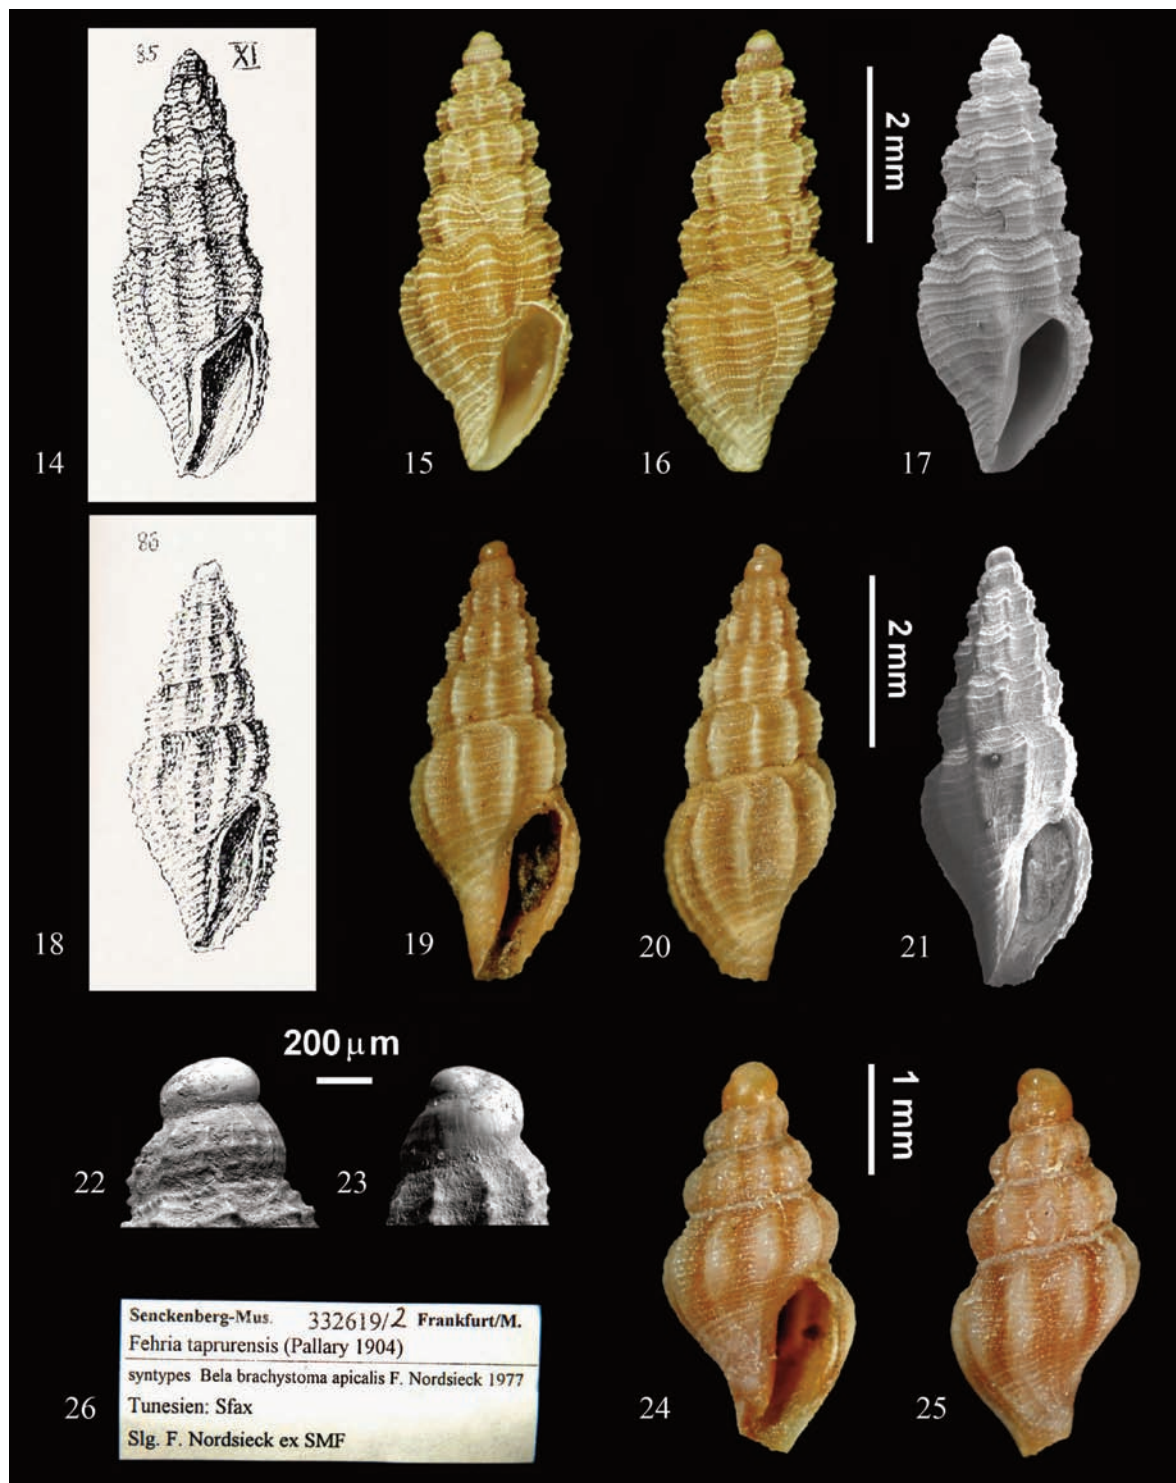 85 XI
2 mm
14
15
16
17
86
2 mm
18
19
20
21
200 µm
1 mm
22
23
Senckenberg-Mus. 332619/2 Frankfurt/M.
Fehria taprurensis (Pallary 1904)
syntypes Bela brachystoma apicalis F. Nordsieck 1977
Tunesien: Sfax
Slg. F. Nordsieck ex SMF
26
24
25